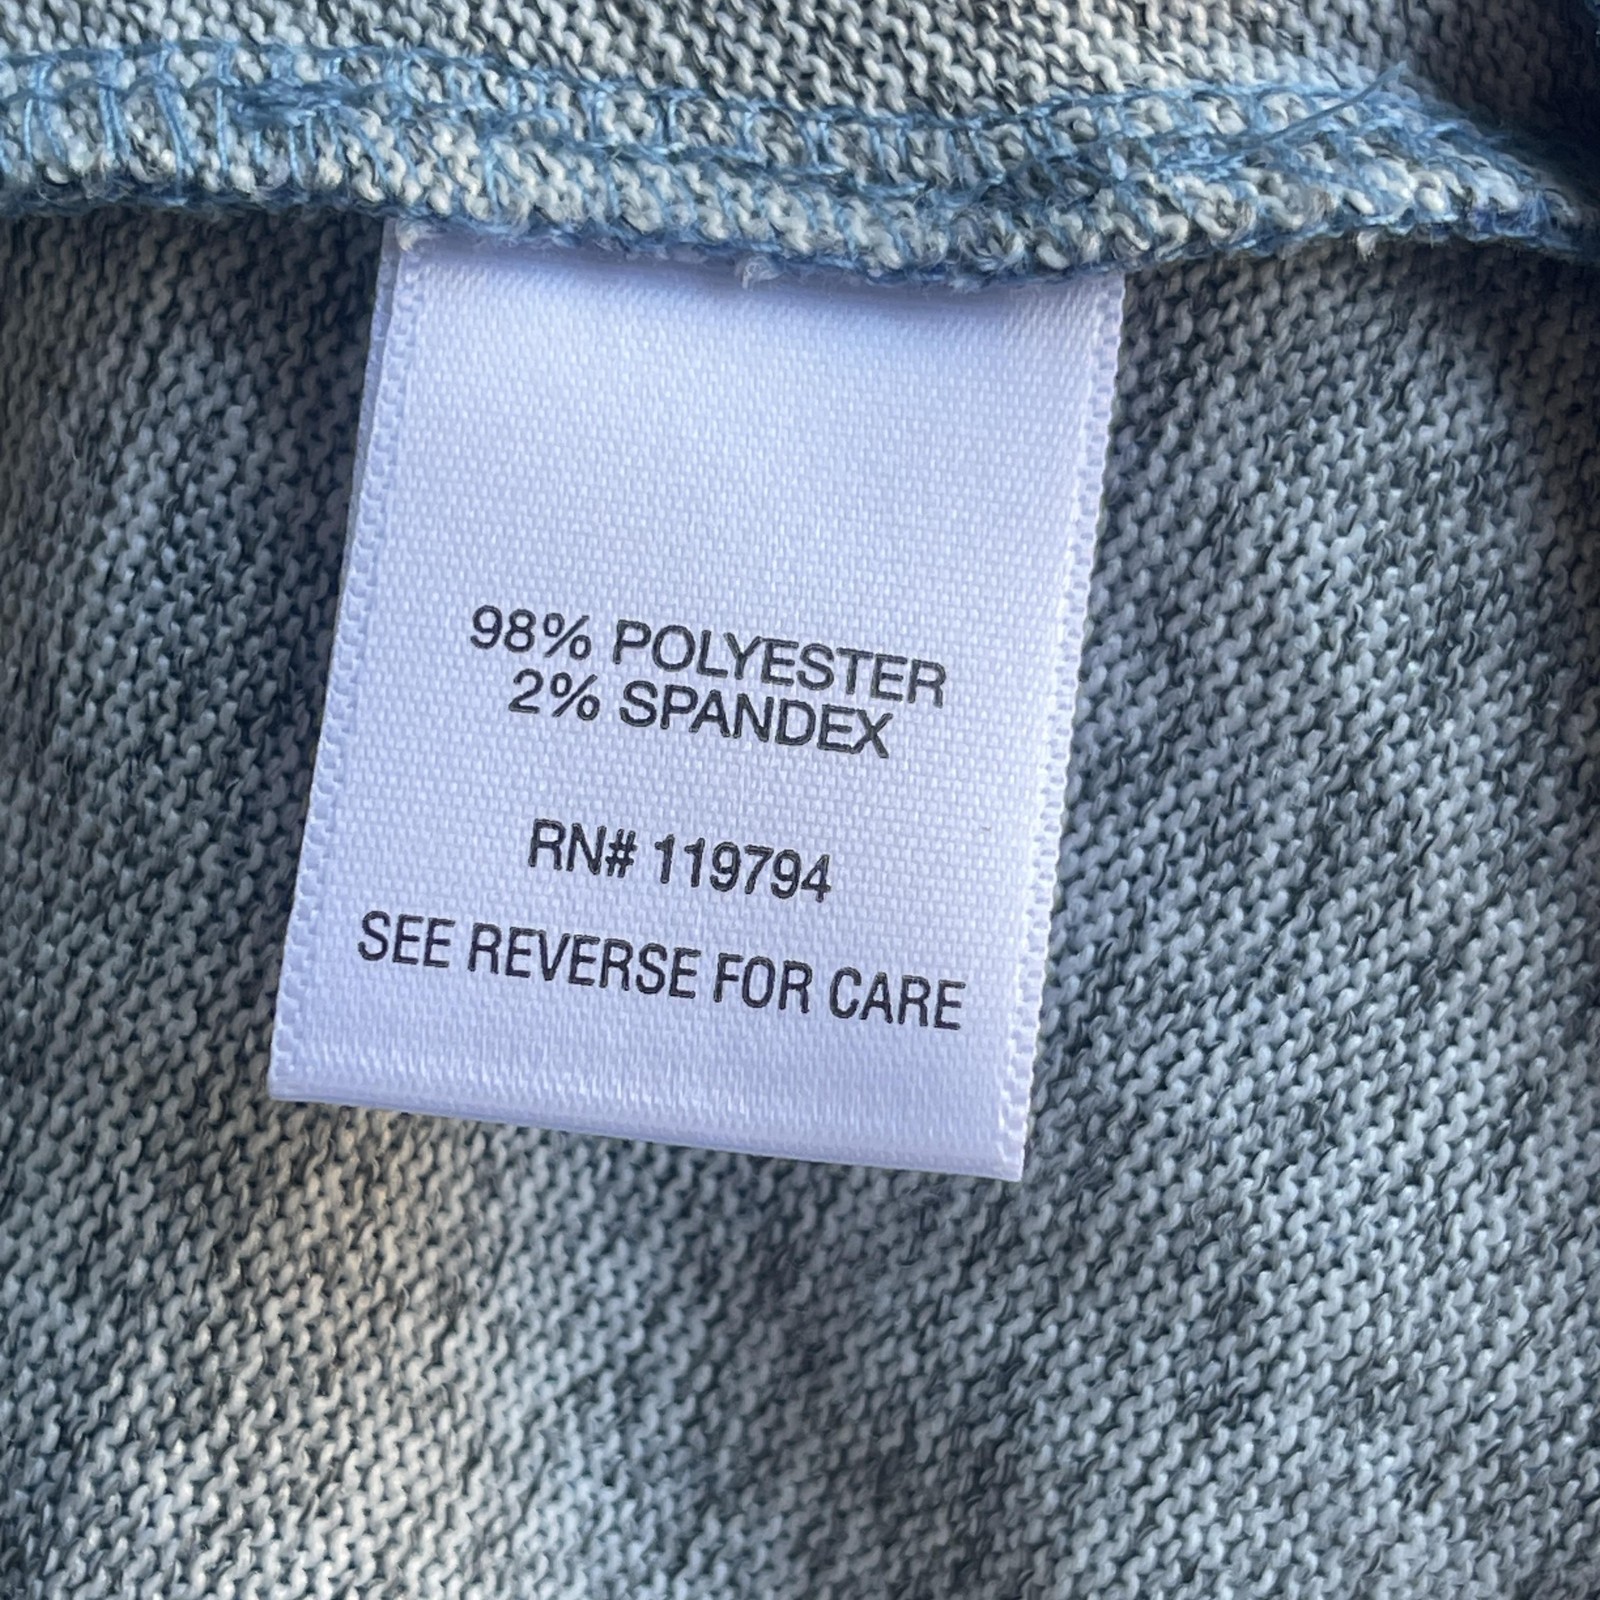 98% POLYESTER
2% SPANDEX
RN# 119794
SEE REVERSE FOR CARE